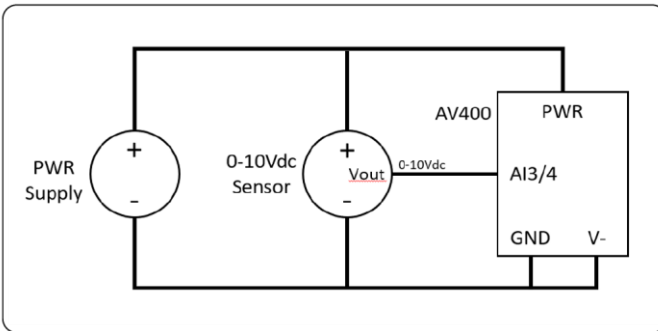 PWR
Supply
+
-
0-10Vdc
Sensor
+
Vout
-
0-10Vdc
AV400
PWR
AI3/4
GND V-